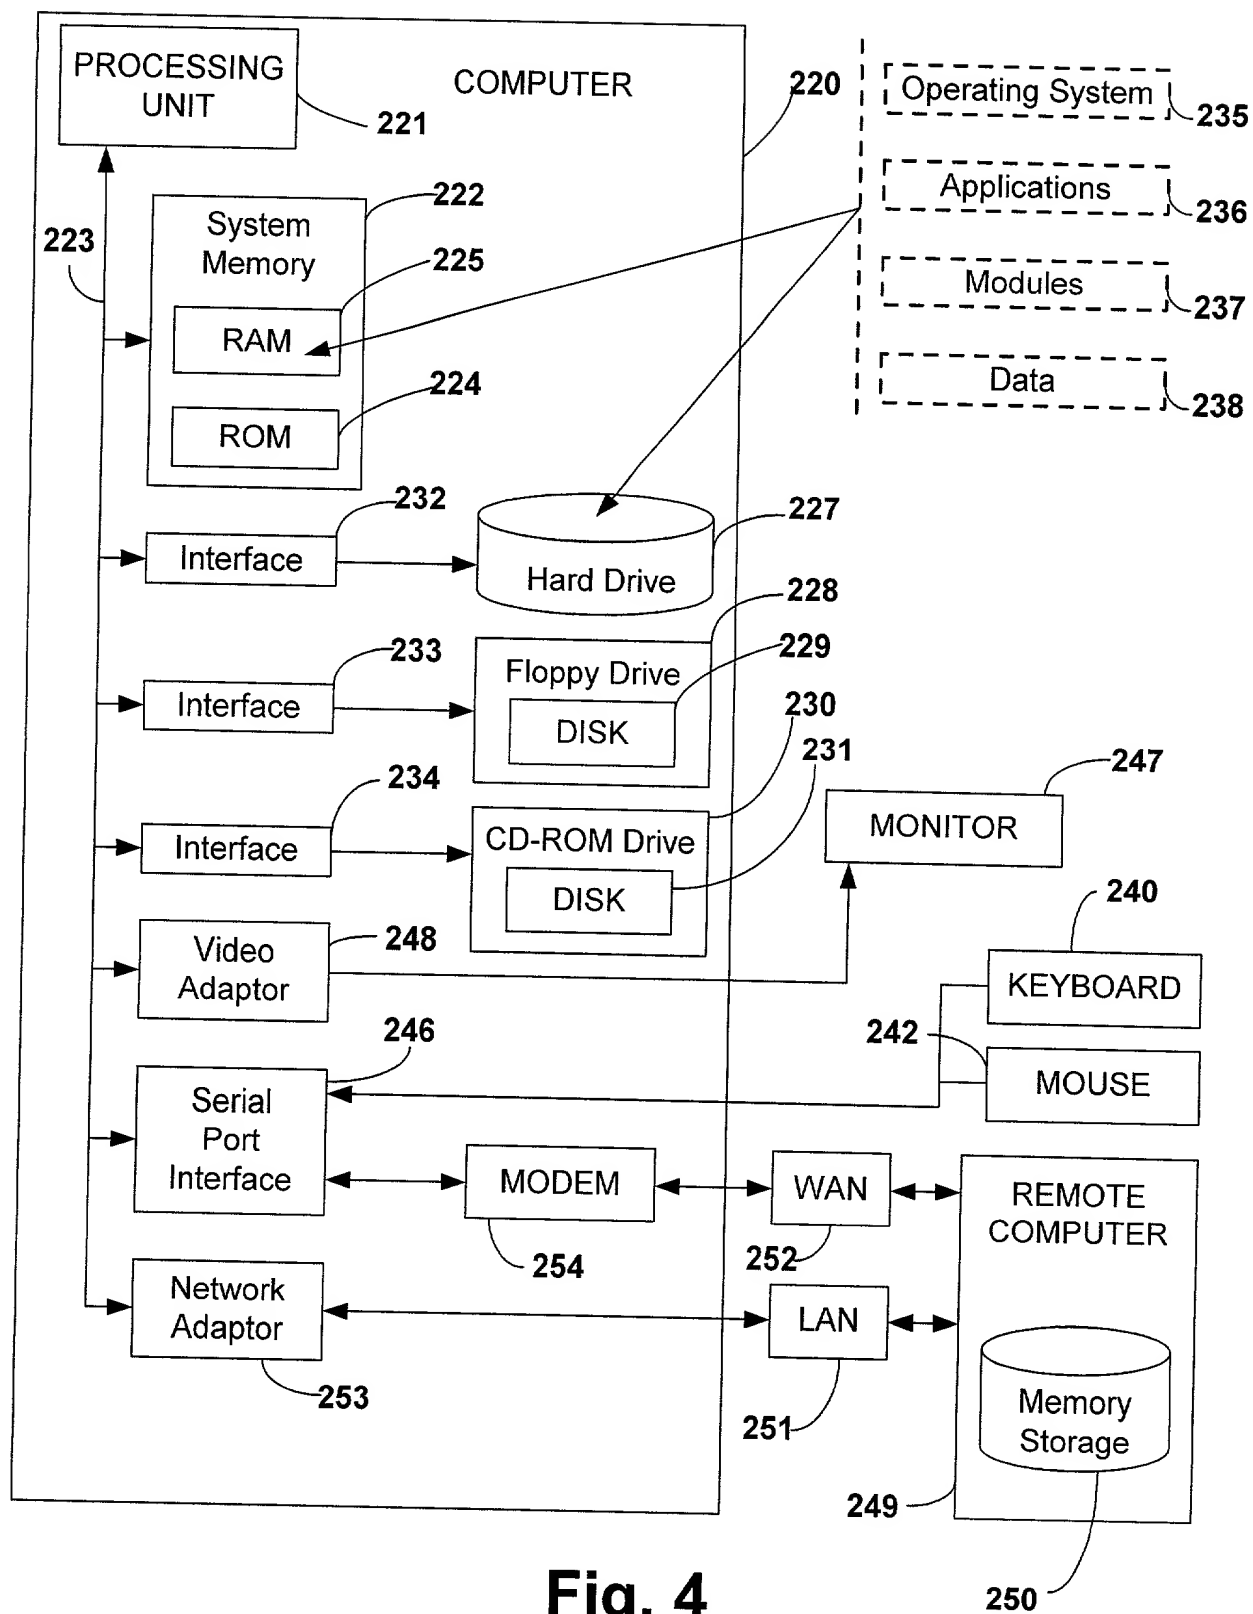 PROCESSING
UNIT
221
COMPUTER
220
Operating System
235
Applications
236
Modules
237
Data
238
223
System
Memory
222
RAM
225
ROM
224
Interface
232
Hard Drive
227
Interface
233
Floppy Drive
228
DISK
229
Interface
234
CD-ROM Drive
230
DISK
231
MONITOR
247
Video
Adaptor
248
KEYBOARD
240
MOUSE
242
Serial
Port
Interface
246
MODEM
254
WAN
252
REMOTE
COMPUTER
249
Network
Adaptor
253
LAN
251
Memory
Storage
250
Fig. 4